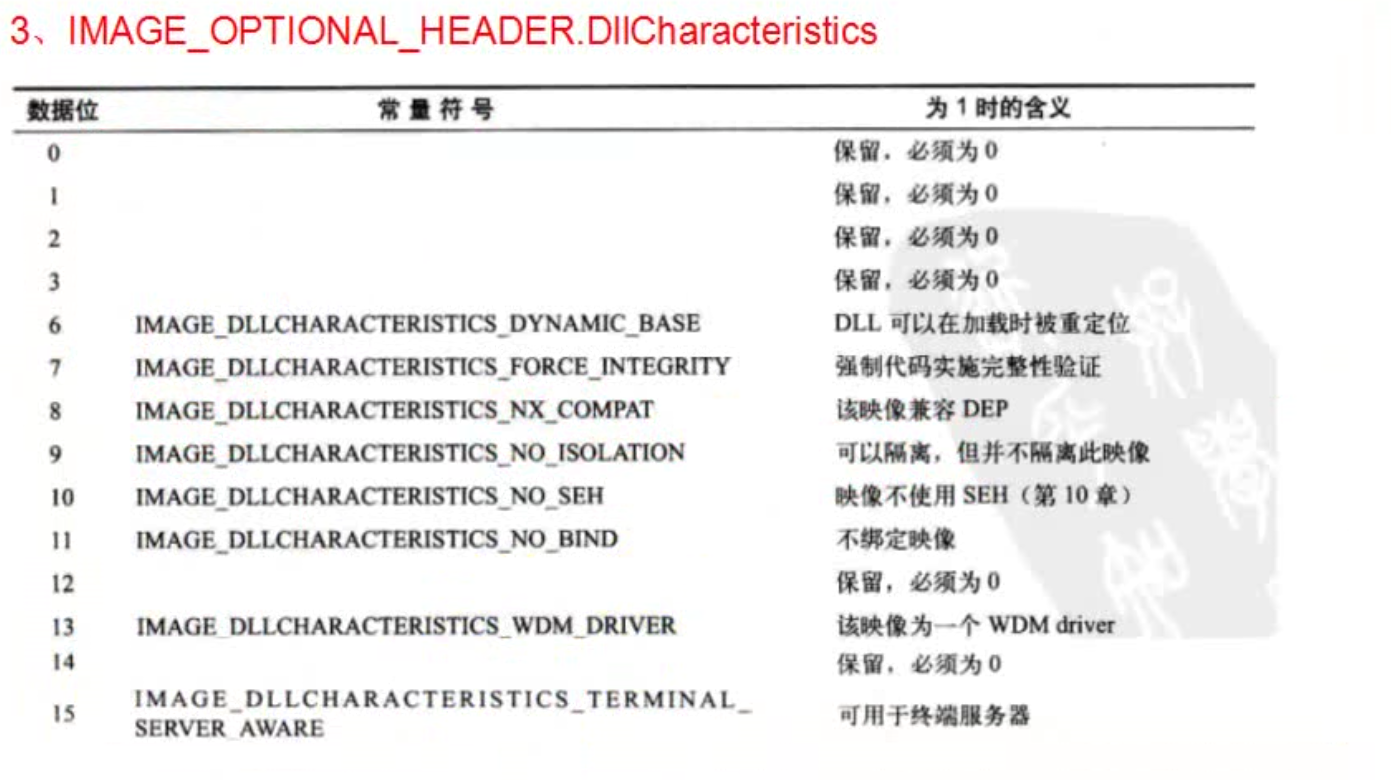 3、IMAGE_OPTIONAL_HEADER.DllCharacteristics
数据位 常量符号 为 1 时的含义
0 保留，必须为 0
1 保留，必须为 0
2 保留，必须为 0
3 保留，必须为 0
6 IMAGE_DLLCHARACTERISTICS_DYNAMIC_BASE DLL 可以在加载时被重定位
7 IMAGE_DLLCHARACTERISTICS_FORCE_INTEGRITY 强制代码实施完整性验证
8 IMAGE_DLLCHARACTERISTICS_NX_COMPAT 该映像兼容 DEP
9 IMAGE_DLLCHARACTERISTICS_NO_ISOLATION 可以隔离，但并不隔离此映像
10 IMAGE_DLLCHARACTERISTICS_NO_SEH 映像不使用 SEH（第 10 章）
11 IMAGE_DLLCHARACTERISTICS_NO_BIND 不绑定映像
12 保留，必须为 0
13 IMAGE_DLLCHARACTERISTICS_WDM_DRIVER 该映像为一个 WDM driver
14 保留，必须为 0
15 IMAGE_DLLCHARACTERISTICS_TERMINAL_ 可用于终端服务器
SERVER_AWARE